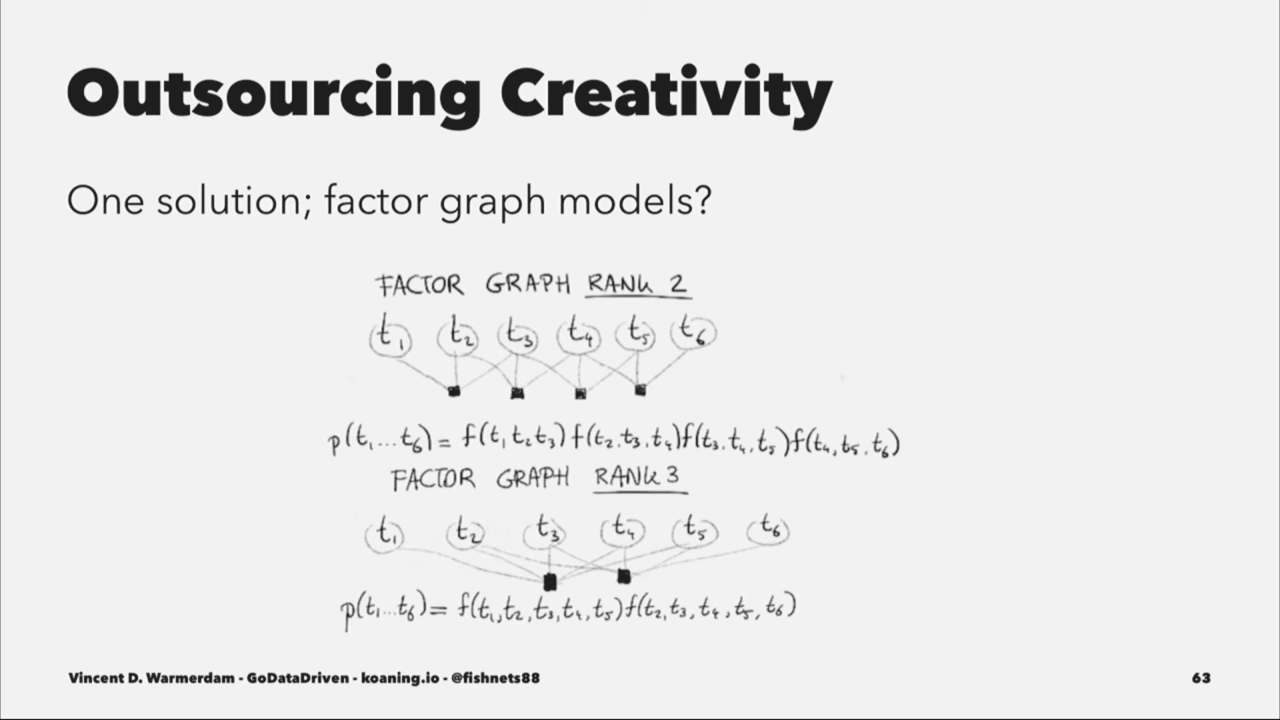 Outsourcing Creativity
One solution; factor graph models?
FACTOR GRAPH RANK 2
t₁ t₂ t₃ t₄ t₅ t₆
p(t₁...t₆) = f(t₁ t₂ t₃) f(t₂.t₃.t₄) f(t₃.t₄.t₅) f(t₄,t₅.t₆)
FACTOR GRAPH RANK 3
t₁ t₂ t₃ t₄ t₅ t₆
p(t₁...t₆) = f(t₁,t₂,t₃,t₄,t₅) f(t₂,t₃,t₄,t₅,t₆)
Vincent D. Warmerdam - GoDataDriven - koaning.io - @fishnets88 63